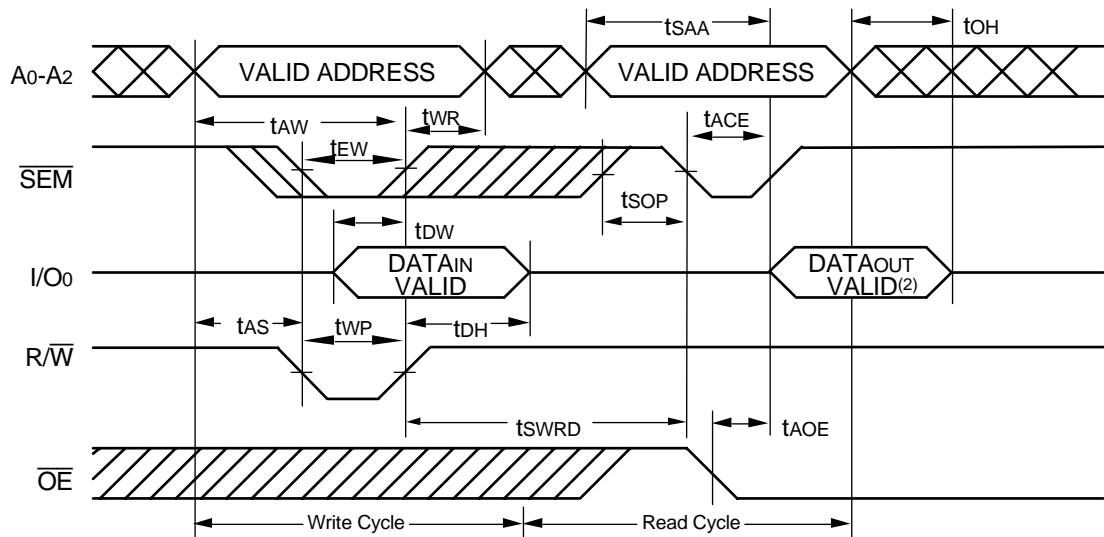 tSAA
tOH
A0-A2
VALID ADDRESS
VALID ADDRESS
tAW
tWR
tACE
tEW
SEM
tSOP
tDW
I/O0
DATAIN
VALID
DATAOUT
VALID(2)
tAS
tWP
tDH
R/W
tSWRD
tAOE
OE
Write Cycle
Read Cycle